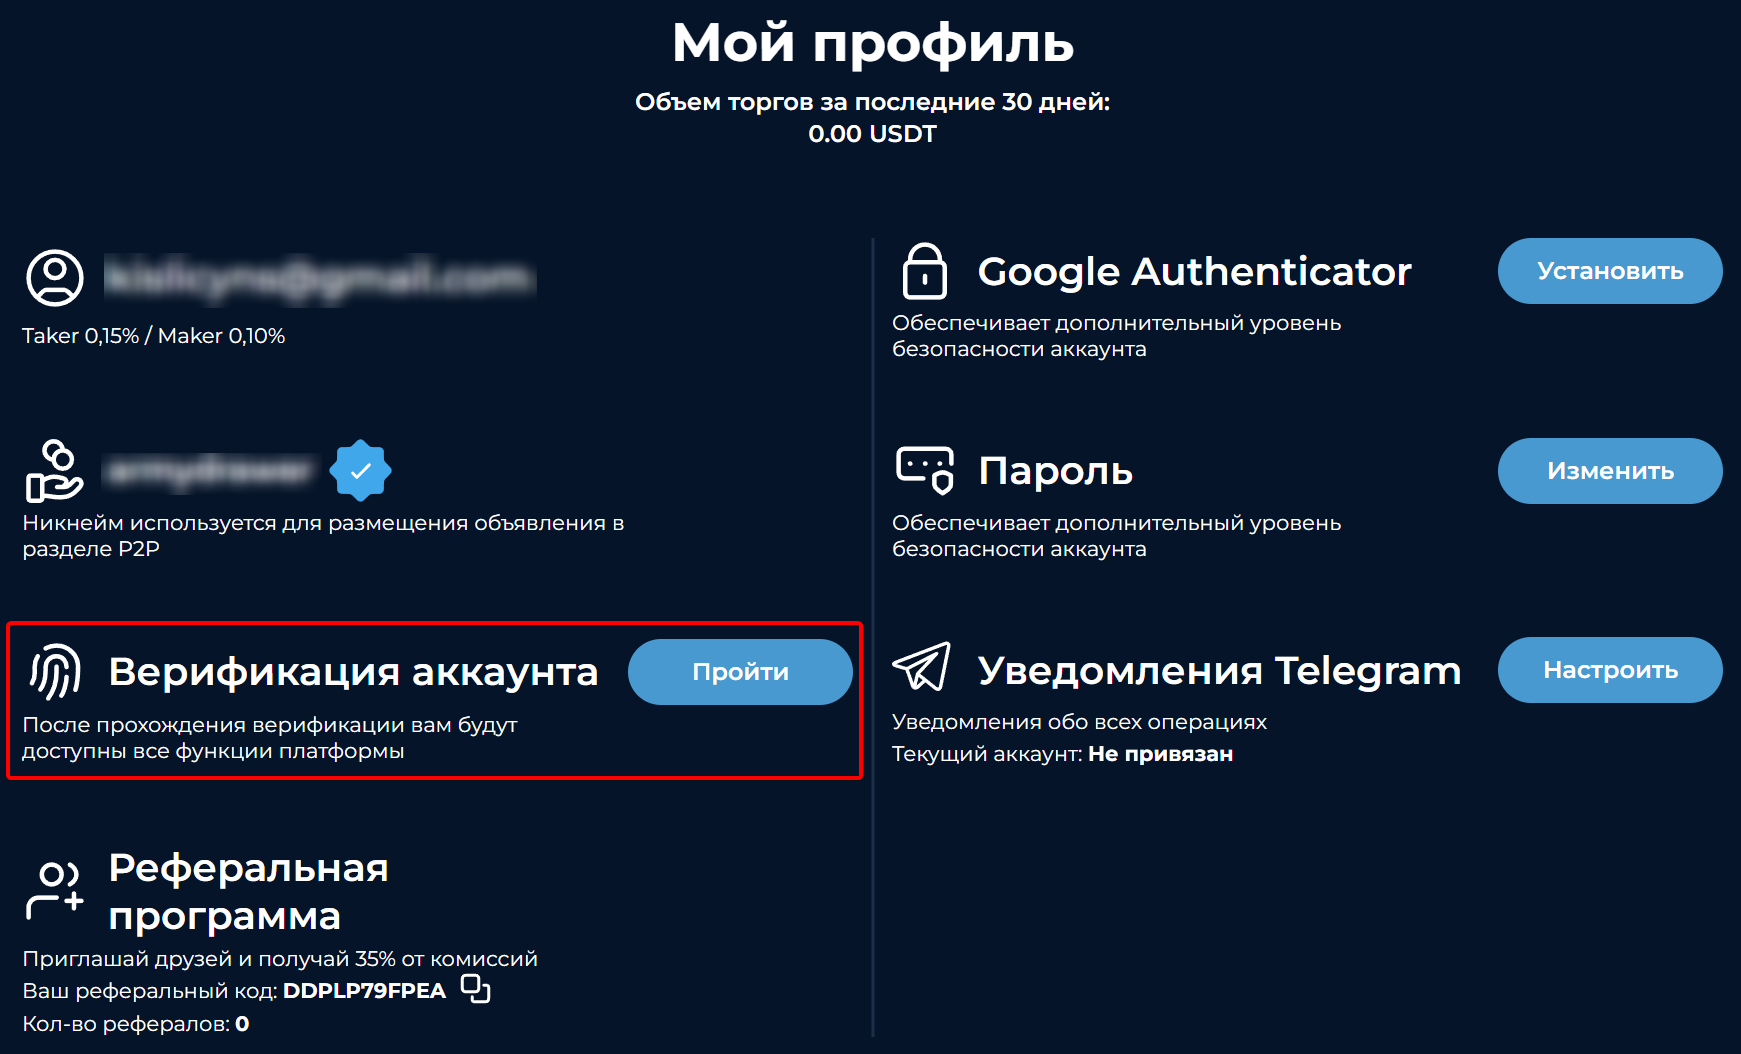 Мой профиль
Объем торгов за последние 30 дней:
0.00 USDT
Taker 0,15% / Maker 0,10%
Никнейм используется для размещения объявления в
разделе P2P
Верификация аккаунта
Пройти
После прохождения верификации вам будут
доступны все функции платформы
Реферальная
программа
Приглашай друзей и получай 35% от комиссий
Ваш реферальный код: DDPLP79FPEA
Кол-во рефералов: 0
Google Authenticator
Установить
Обеспечивает дополнительный уровень
безопасности аккаунта
Пароль
Изменить
Обеспечивает дополнительный уровень
безопасности аккаунта
Уведомления Telegram
Настроить
Уведомления обо всех операциях
Текущий аккаунт: Не привязан